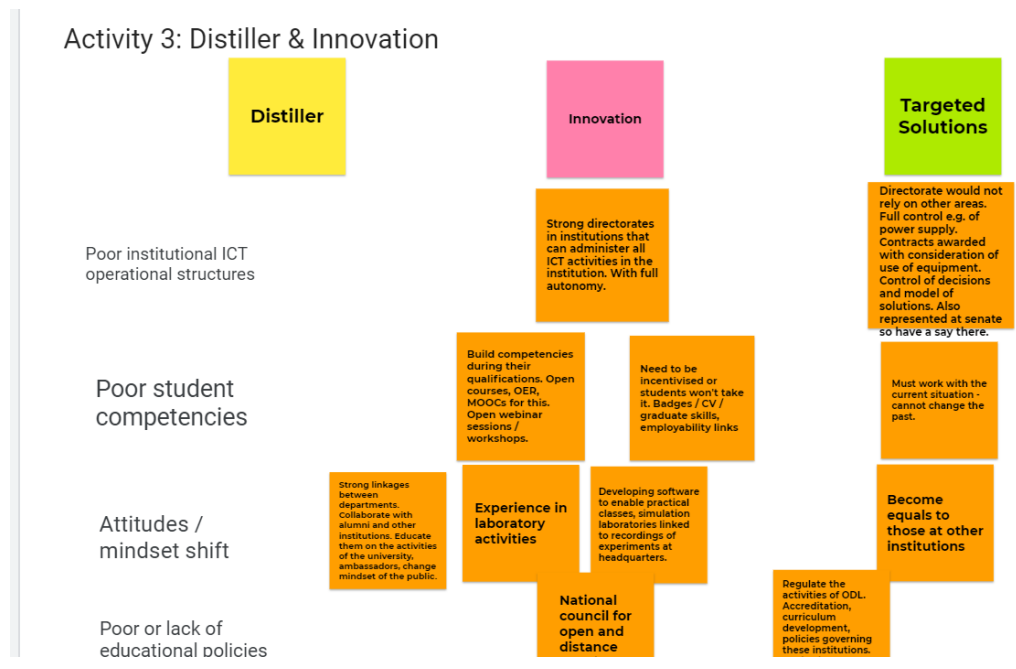 Activity 3: Distiller & Innovation
Distiller
Innovation
Targeted
Solutions
Poor institutional ICT
operational structures
Strong directorates
in institutions that
can administer all
ICT activities in the
institution. With full
autonomy.
Directorate would not
rely on other areas.
Full control e.g. of
power supply.
Contracts awarded
with consideration of
use of equipment.
Control of decisions
and model of
solutions. Also
represented at senate
so have a say there.
Poor student
competencies
Build competencies
during their
qualifications. Open
courses, OER,
MOOCs for this.
Open webinar
sessions /
workshops.
Need to be
incentivised or
students won't take
it. Badges / CV /
graduate skills,
employability links
Must work with the
current situation -
cannot change the
past.
Attitudes /
mindset shift
Strong linkages
between
departments.
Collaborate with
alumni and other
institutions. Educate
them on the activities
of the university,
ambassadors, change
mindset of the public.
Experience in
laboratory
activities
Developing software
to enable practical
classes, simulation
laboratories linked
to recordings of
experiments at
headquarters.
Become
equals to
those at other
institutions
Poor or lack of
educational policies
National
council for
open and
distance
Regulate the
activities of ODL.
Accreditation,
curriculum
development,
policies governing
these institutions.